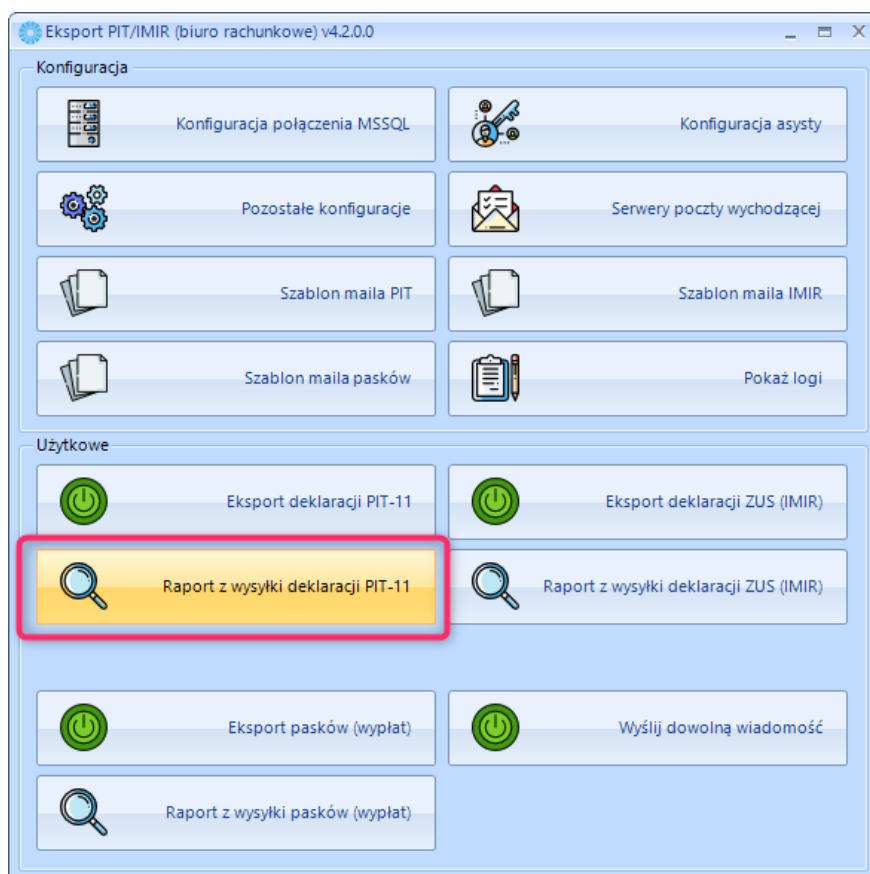 Eksport PIT/IMIR (biuro rachunkowe) v4.2.0.0
Konfiguracja
Konfiguracja połączenia MSSQL
Konfiguracja asysty
Pozostałe konfiguracje
Serwery poczty wychodzącej
Szablon maila PIT
Szablon maila IMIR
Szablon maila pasków
Pokaż logi
Użytkowe
Eksport deklaracji PIT-11
Eksport deklaracji ZUS (IMIR)
Raport z wysyłki deklaracji PIT-11
Raport z wysyłki deklaracji ZUS (IMIR)
Eksport pasków (wypłat)
Wyślij dowolną wiadomość
Raport z wysyłki pasków (wypłat)